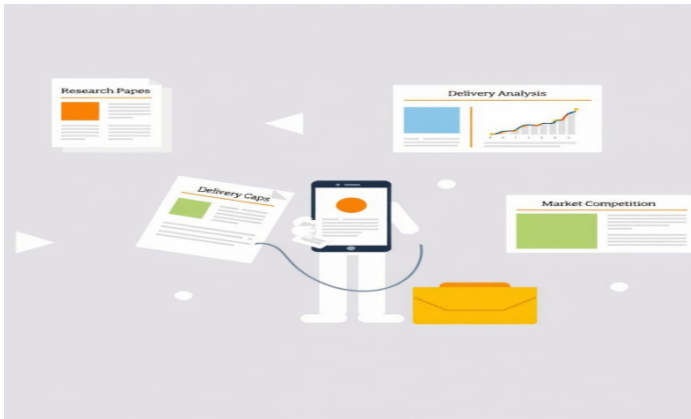 Research Papes
Delivery Analysis
Delivery Caps
Market Competition